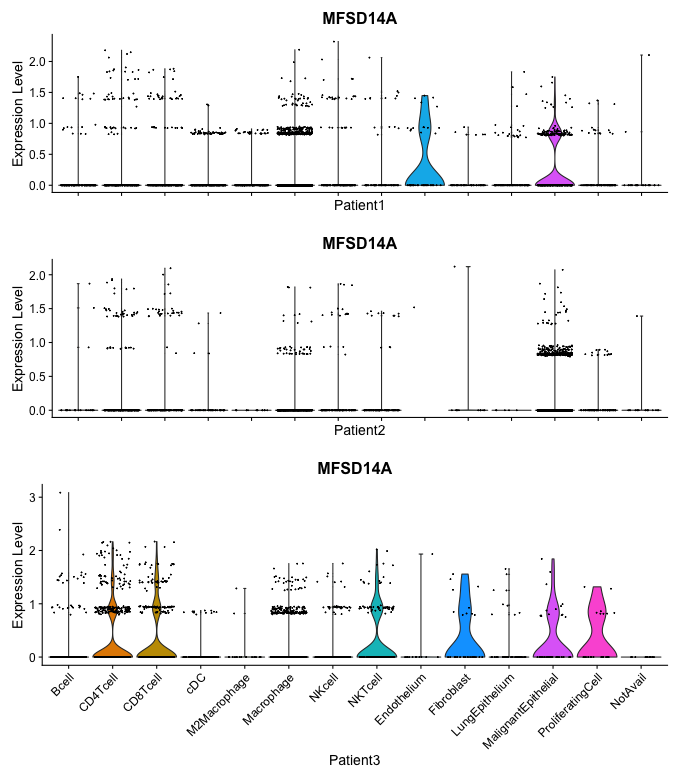 MFSD14A
Expression Level
2.0
1.5
1.0
0.5
0.0
Patient1
MFSD14A
Expression Level
2.0
1.5
1.0
0.5
0.0
Patient2
MFSD14A
Expression Level
3
2
1
0
Bcell
CD4Tcell
CD8Tcell
cDC
M2Macrophage
Macrophage
NKcell
NKTcell
Endothelium
Fibroblast
LungEpithelium
MalignantEpithelial
ProliferatingCell
NotAvail
Patient3